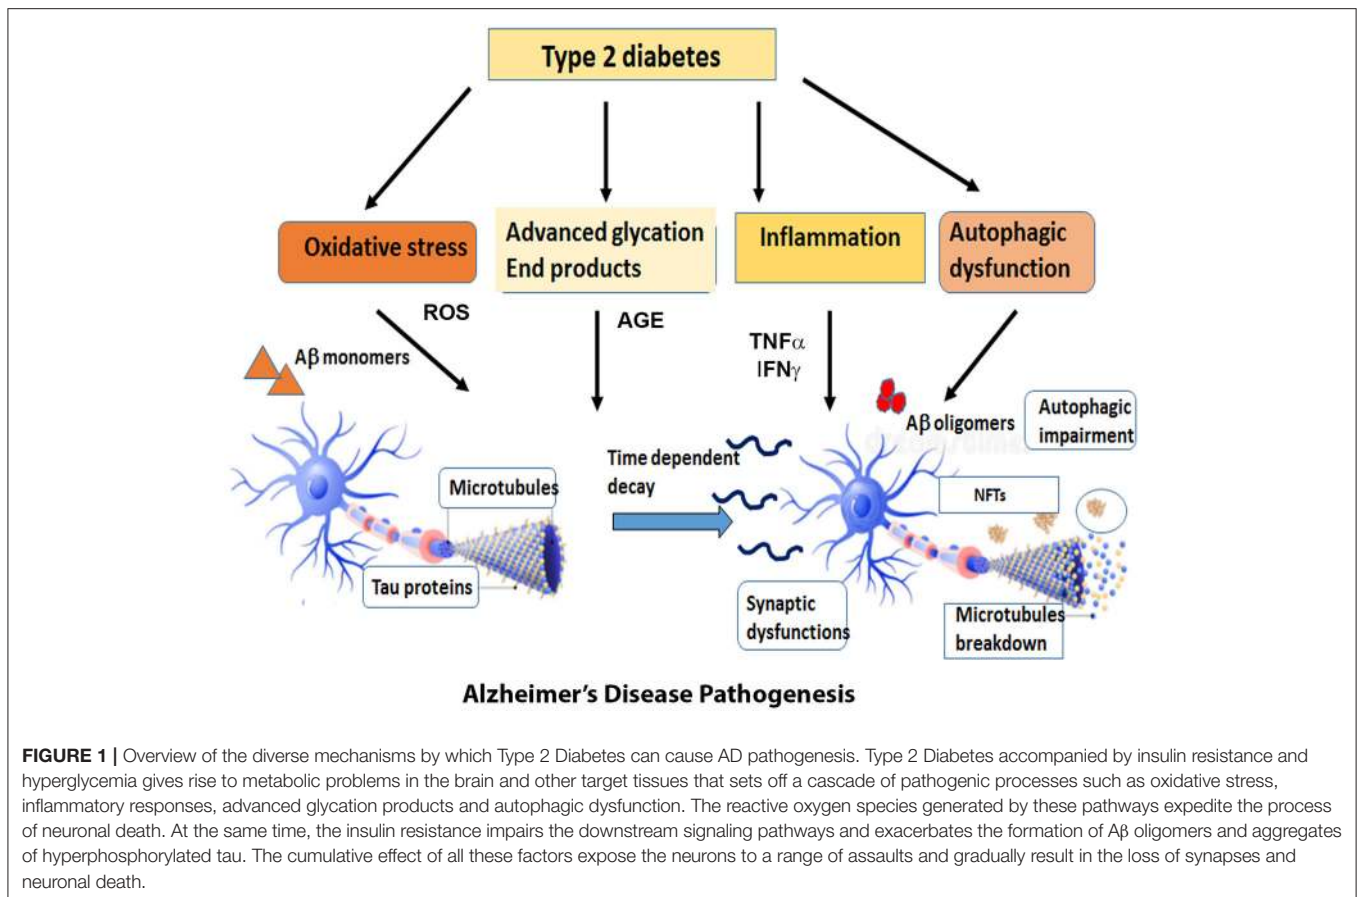 Type 2 diabetes
Oxidative stress
Advanced glycation
End products
Inflammation
Autophagic
dysfunction
ROS
AGE
TNFα
IFNγ
Aβ monomers
Aβ oligomers
Autophagic
impairment
Time dependent
decay
Microtubules
NFTs
Tau proteins
Synaptic
dysfunctions
Microtubules
breakdown
Alzheimer's Disease Pathogenesis
FIGURE 1 | Overview of the diverse mechanisms by which Type 2 Diabetes can cause AD pathogenesis. Type 2 Diabetes accompanied by insulin resistance and
hyperglycemia gives rise to metabolic problems in the brain and other target tissues that sets off a cascade of pathogenic processes such as oxidative stress,
inflammatory responses, advanced glycation products and autophagic dysfunction. The reactive oxygen species generated by these pathways expedite the process
of neuronal death. At the same time, the insulin resistance impairs the downstream signaling pathways and exacerbates the formation of Aβ oligomers and aggregates
of hyperphosphorylated tau. The cumulative effect of all these factors expose the neurons to a range of assaults and gradually result in the loss of synapses and
neuronal death.